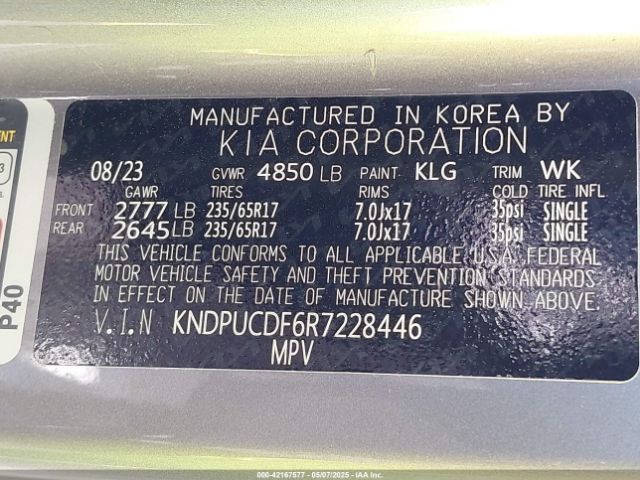 MANUFACTURED IN KOREA BY
KIA CORPORATION
08/23 GVWR 4850 LB PAINT: KLG TRIM WK
GAWR TIRES RIMS COLD TIRE INFL.
FRONT 2777 LB 235/65R17 7.0Jx17 35psi SINGLE
REAR 2645 LB 235/65R17 7.0Jx17 35psi SINGLE
THIS VEHICLE CONFORMS TO ALL APPLICABLE U.S.A. FEDERAL
MOTOR VEHICLE SAFETY AND THEFT PREVENTION STANDARDS
IN EFFECT ON THE DATE OF MANUFACTURE SHOWN ABOVE.
V.I.N KNDPUCDF6R7228446
MPV
P40
000-42167577 - 05/07/2025 - IAA Inc. Copyright